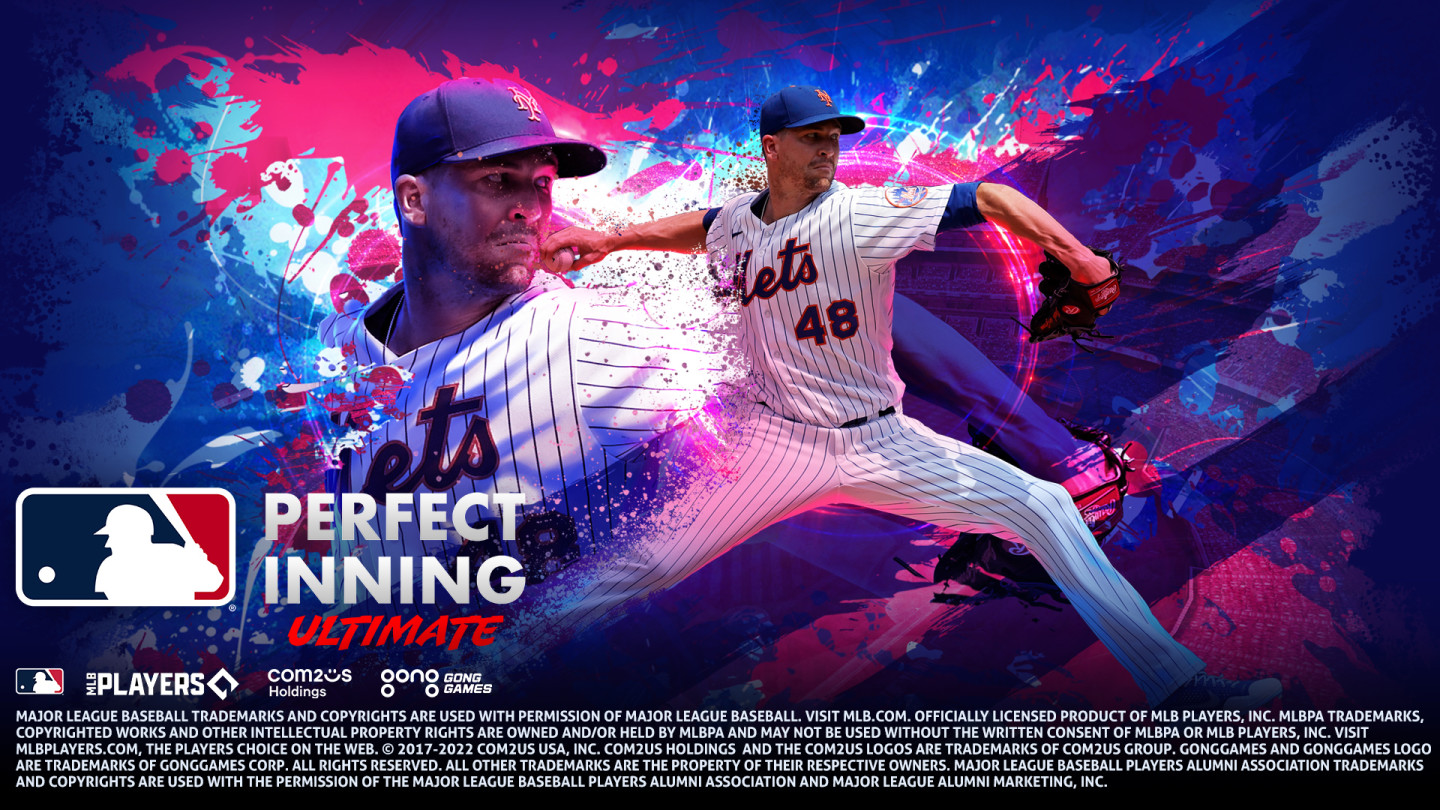 Mets
48
ets
PERFECT
INNING
ULTIMATE
MLB PLAYERS
com2us
Holdings
GONG
GAMES
MAJOR LEAGUE BASEBALL TRADEMARKS AND COPYRIGHTS ARE USED WITH PERMISSION OF MAJOR LEAGUE BASEBALL. VISIT MLB.COM. OFFICIALLY LICENSED PRODUCT OF MLB PLAYERS, INC. MLBPA TRADEMARKS,
COPYRIGHTED WORKS AND OTHER INTELLECTUAL PROPERTY RIGHTS ARE OWNED AND/OR HELD BY MLBPA AND MAY NOT BE USED WITHOUT THE WRITTEN CONSENT OF MLBPA OR MLB PLAYERS, INC. VISIT
MLBPLAYERS.COM, THE PLAYERS CHOICE ON THE WEB. © 2017-2022 COM2US USA, INC. COM2US HOLDINGS AND THE COM2US LOGOS ARE TRADEMARKS OF COM2US GROUP. GONGGAMES AND GONGGAMES LOGO
ARE TRADEMARKS OF GONGGAMES CORP. ALL RIGHTS RESERVED. ALL OTHER TRADEMARKS ARE THE PROPERTY OF THEIR RESPECTIVE OWNERS. MAJOR LEAGUE BASEBALL PLAYERS ALUMNI ASSOCIATION TRADEMARKS
AND COPYRIGHTS ARE USED WITH THE PERMISSION OF THE MAJOR LEAGUE BASEBALL PLAYERS ALUMNI ASSOCIATION AND MAJOR LEAGUE ALUMNI MARKETING, INC.